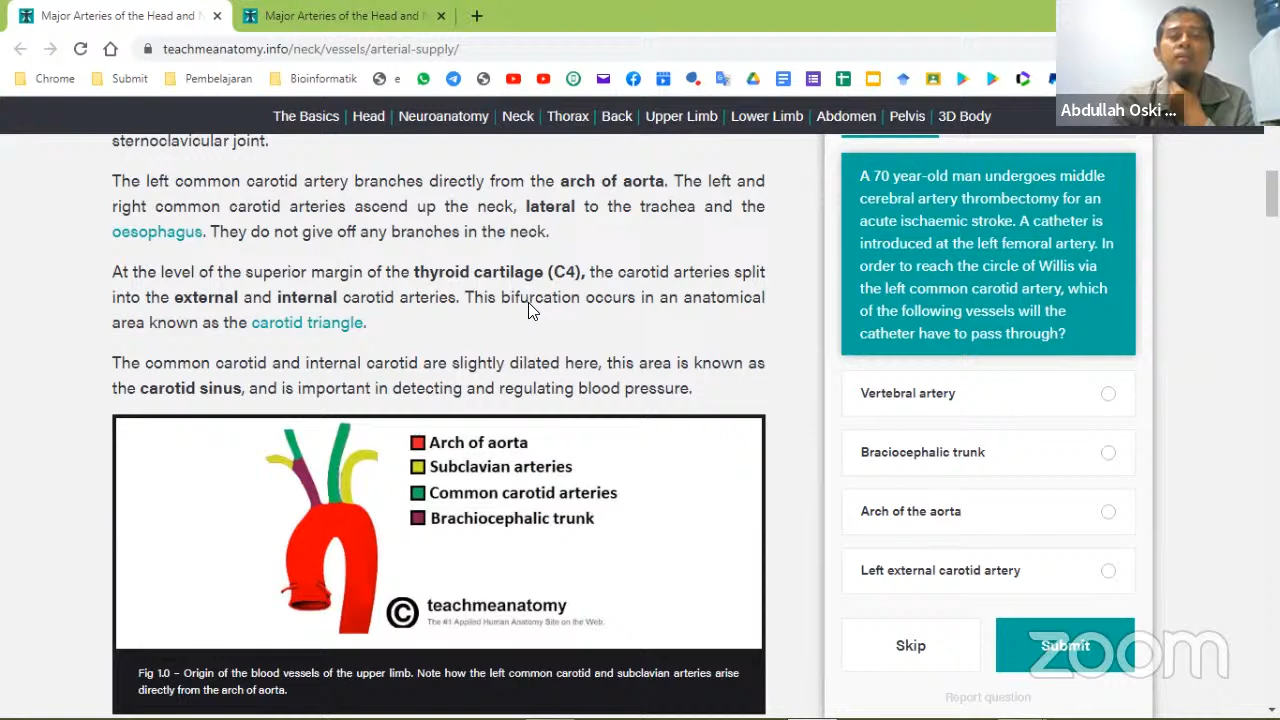 Major Arteries of the Head and
Major Arteries of the Head and
teachmeanatomy.info/neck/vessels/arterial-supply/
Chrome
Submit
Pembelajaran
Bioinformatik
e
Abdullah Oski ...
The Basics | Head | Neuroanatomy | Neck | Thorax | Back | Upper Limb | Lower Limb | Abdomen | Pelvis | 3D Body
sternoclavicular joint.
The left common carotid artery branches directly from the arch of aorta. The left and
right common carotid arteries ascend up the neck, lateral to the trachea and the
oesophagus. They do not give off any branches in the neck.
At the level of the superior margin of the thyroid cartilage (C4), the carotid arteries split
into the external and internal carotid arteries. This bifurcation occurs in an anatomical
area known as the carotid triangle.
The common carotid and internal carotid are slightly dilated here, this area is known as
the carotid sinus, and is important in detecting and regulating blood pressure.
Arch of aorta
Subclavian arteries
Common carotid arteries
Brachiocephalic trunk
© teachmeanatomy
The #1 Applied Human Anatomy Site on the Web.
Fig 1.0 – Origin of the blood vessels of the upper limb. Note how the left common carotid and subclavian arteries arise
directly from the arch of aorta.
A 70 year-old man undergoes middle
cerebral artery thrombectomy for an
acute ischaemic stroke. A catheter is
introduced at the left femoral artery. In
order to reach the circle of Willis via
the left common carotid artery, which
of the following vessels will the
catheter have to pass through?
Vertebral artery
Braciocephalic trunk
Arch of the aorta
Left external carotid artery
Skip
Submit
zoom
Report question